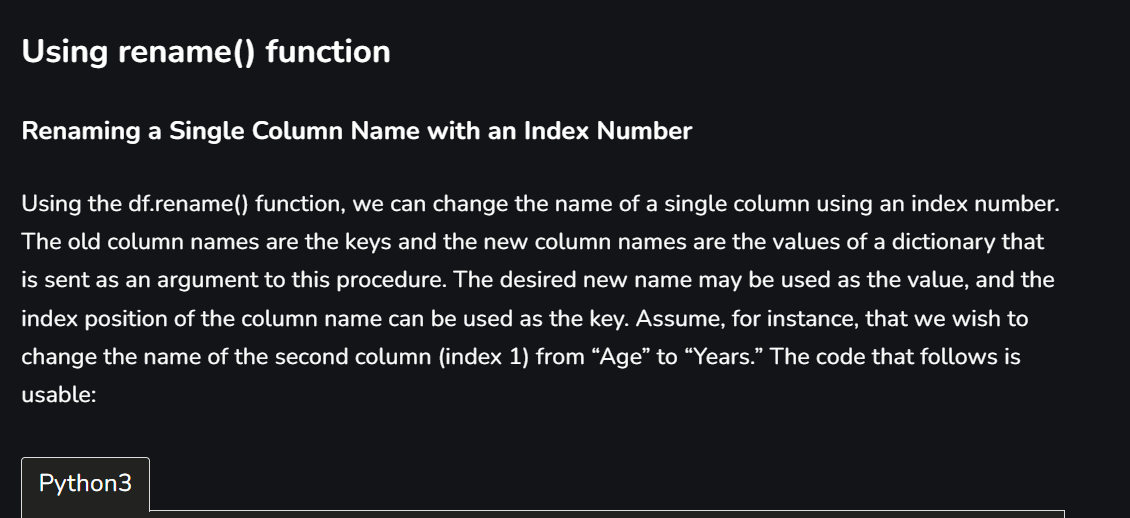 Using rename() function
Renaming a Single Column Name with an Index Number
Using the df.rename() function, we can change the name of a single column using an index number.
The old column names are the keys and the new column names are the values of a dictionary that
is sent as an argument to this procedure. The desired new name may be used as the value, and the
index position of the column name can be used as the key. Assume, for instance, that we wish to
change the name of the second column (index 1) from “Age” to “Years.” The code that follows is
usable:
Python3